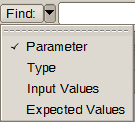 Find:
Parameter
Type
Input Values
Expected Values